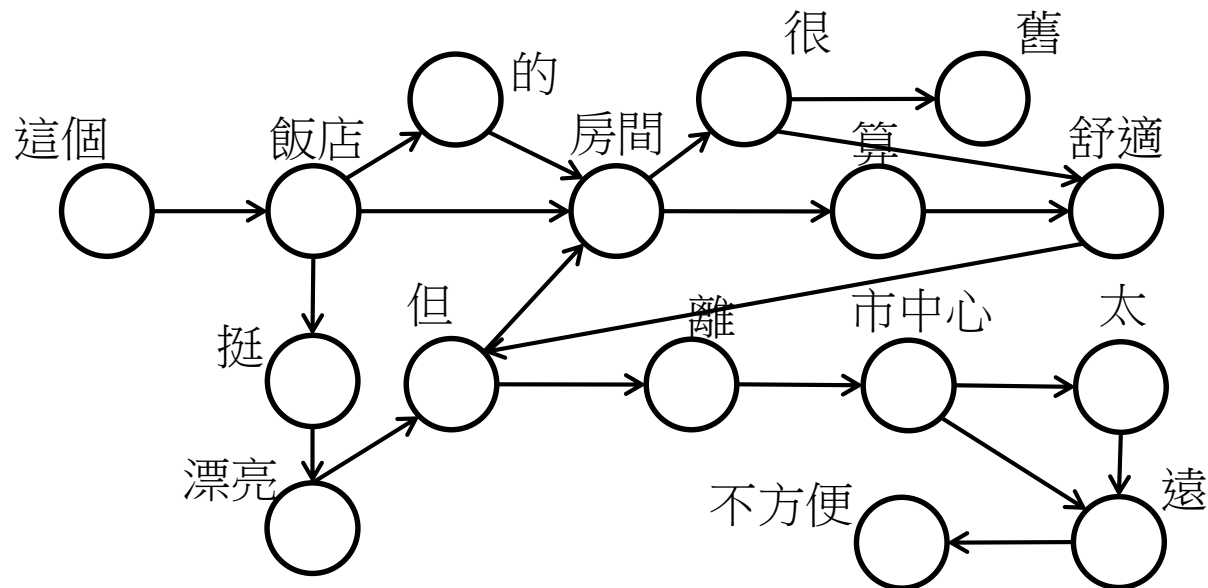 很
舊
的
這個
飯店
房間
算
舒適
但
離
市中心
太
挺
漂亮
不方便
遠